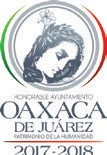 HONORABLE AYUNTAMIENTO
OAXACA
DE JUÁREZ
PATRIMONIO DE LA HUMANIDAD
2017-2018